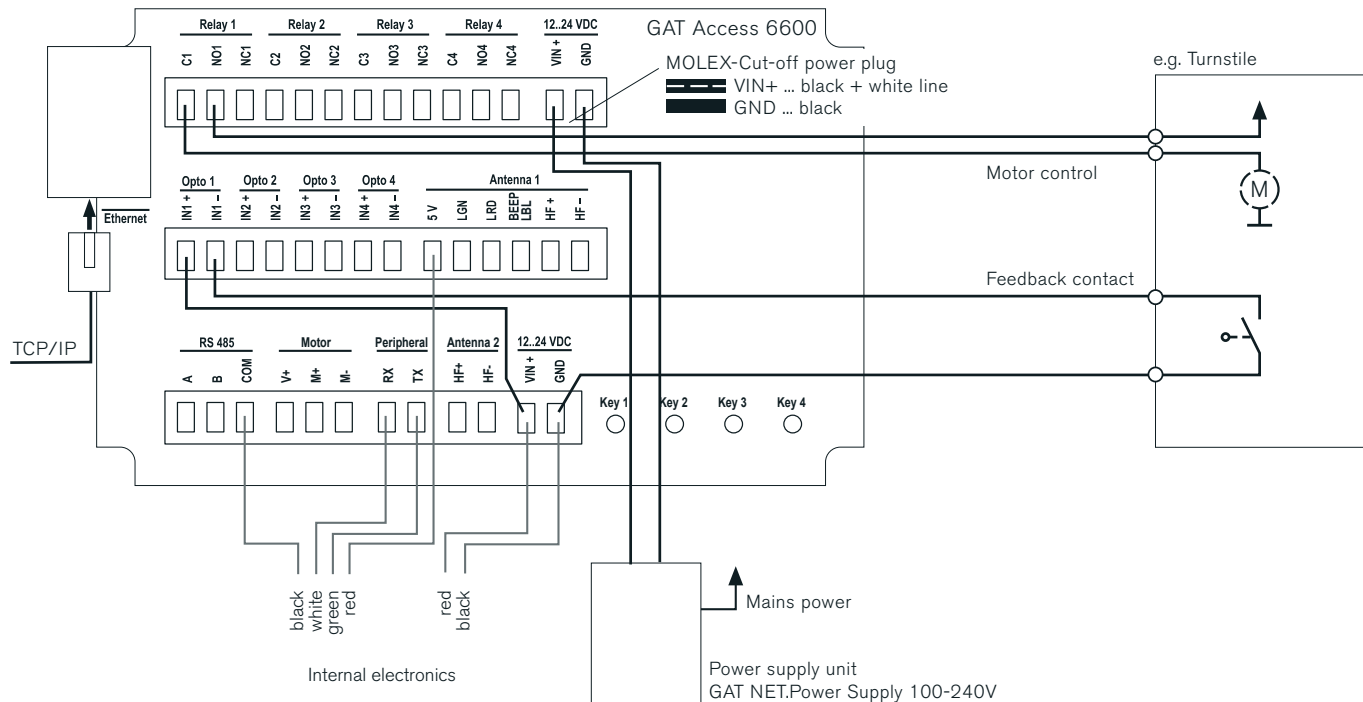 Relay 1 Relay 2 Relay 3 Relay 4 12..24 VDC
GAT Access 6600
C1 NO1 NC1 C2 NO2 NC2 C3 NO3 NC3 C4 NO4 NC4 VIN + GND
MOLEX-Cut-off power plug
VIN+ ... black + white line
GND ... black
e.g. Turnstile
Motor control
M
Opto 1 Opto 2 Opto 3 Opto 4 Antenna 1
IN1 + IN1 – IN2 + IN2 – IN3 + IN3 – IN4 + IN4 – 5 V LGN LRD BEEP LBL HF + HF –
Ethernet
Feedback contact
TCP/IP
RS 485 Motor Peripheral Antenna 2 12..24 VDC
A B COM V+ M+ M- RX TX HF+ HF- VIN + GND
Key 1 Key 2 Key 3 Key 4
black
white
green
red
red
black
Mains power
Internal electronics
Power supply unit
GAT NET.Power Supply 100-240V